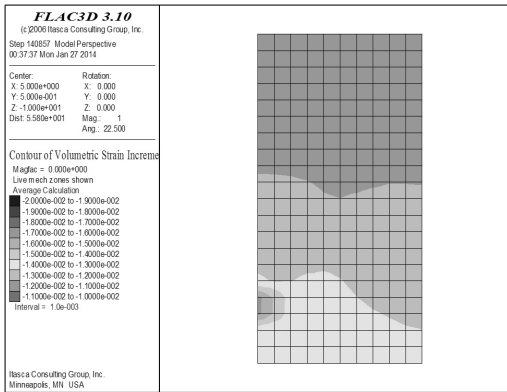 FLAC3D 3.10
(c)2006 Itasca Consulting Group, Inc.
Step 140857 Model Perspective
00:37:37 Mon Jan 27 2014
Center: Rotation:
X: 5.000e+000 X: 0.000
Y: 5.000e-001 Y: 0.000
Z: -1.000e+001 Z: 0.000
Dist: 5.580e+001 Mag.: 1
Ang.: 22.500
Contour of Volumetric Strain Increme
Magfac = 0.000e+000
Live mech zones shown
Average Calculation
-2.0000e-002 to -1.9000e-002
-1.9000e-002 to -1.8000e-002
-1.8000e-002 to -1.7000e-002
-1.7000e-002 to -1.6000e-002
-1.6000e-002 to -1.5000e-002
-1.5000e-002 to -1.4000e-002
-1.4000e-002 to -1.3000e-002
-1.3000e-002 to -1.2000e-002
-1.2000e-002 to -1.1000e-002
-1.1000e-002 to -1.0000e-002
Interval = 1.0e-003
Itasca Consulting Group, Inc.
Minneapolis, MN USA